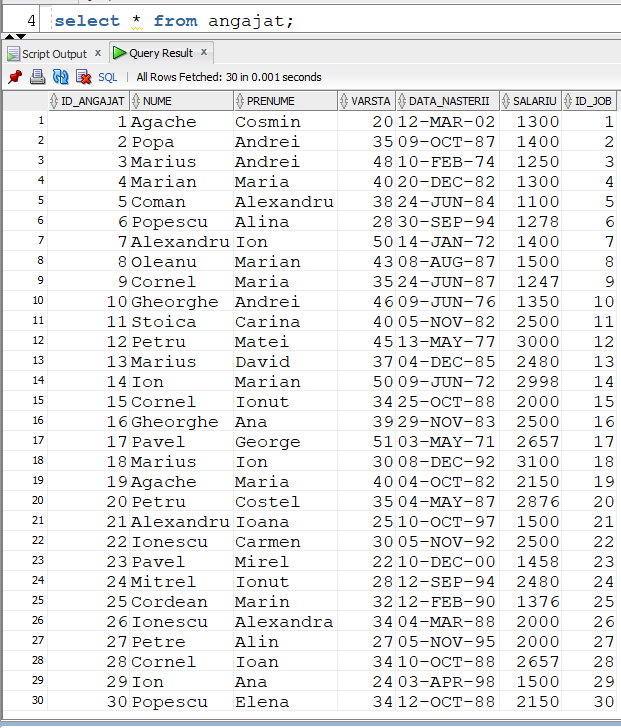 4 select * from angajat;
Script Output x Query Result x
SQL | All Rows Fetched: 30 in 0.001 seconds
ID_ANGAJAT NUME PRENUME VARSTA DATA_NASTERII SALARIU ID_JOB
1 1 Agache Cosmin 20 12-MAR-02 1300 1
2 2 Popa Andrei 35 09-OCT-87 1400 2
3 3 Marius Andrei 48 10-FEB-74 1250 3
4 4 Marian Maria 40 20-DEC-82 1300 4
5 5 Coman Alexandru 38 24-JUN-84 1100 5
6 6 Popescu Alina 28 30-SEP-94 1278 6
7 7 Alexandru Ion 50 14-JAN-72 1400 7
8 8 Oleanu Marian 43 08-AUG-87 1500 8
9 9 Cornel Maria 35 24-JUN-87 1247 9
10 10 Gheorghe Andrei 46 09-JUN-76 1350 10
11 11 Stoica Carina 40 05-NOV-82 2500 11
12 12 Petru Matei 45 13-MAY-77 3000 12
13 13 Marius David 37 04-DEC-85 2480 13
14 14 Ion Marian 50 09-JUN-72 2998 14
15 15 Cornel Ionut 34 25-OCT-88 2000 15
16 16 Gheorghe Ana 39 29-NOV-83 2500 16
17 17 Pavel George 51 03-MAY-71 2657 17
18 18 Marius Ion 30 08-DEC-92 3100 18
19 19 Agache Maria 40 04-OCT-82 2150 19
20 20 Petru Costel 35 04-MAY-87 2876 20
21 21 Alexandru Ioana 25 10-OCT-97 1500 21
22 22 Ionescu Carmen 30 05-NOV-92 2500 22
23 23 Pavel Mirel 22 10-DEC-00 1458 23
24 24 Mitrel Ionut 28 12-SEP-94 2480 24
25 25 Cordean Marin 32 12-FEB-90 1376 25
26 26 Ionescu Alexandra 34 04-MAR-88 2000 26
27 27 Petre Alin 27 05-NOV-95 2000 27
28 28 Cornel Ioan 34 10-OCT-88 2657 28
29 29 Ion Ana 24 03-APR-98 1500 29
30 30 Popescu Elena 34 12-OCT-88 2150 30